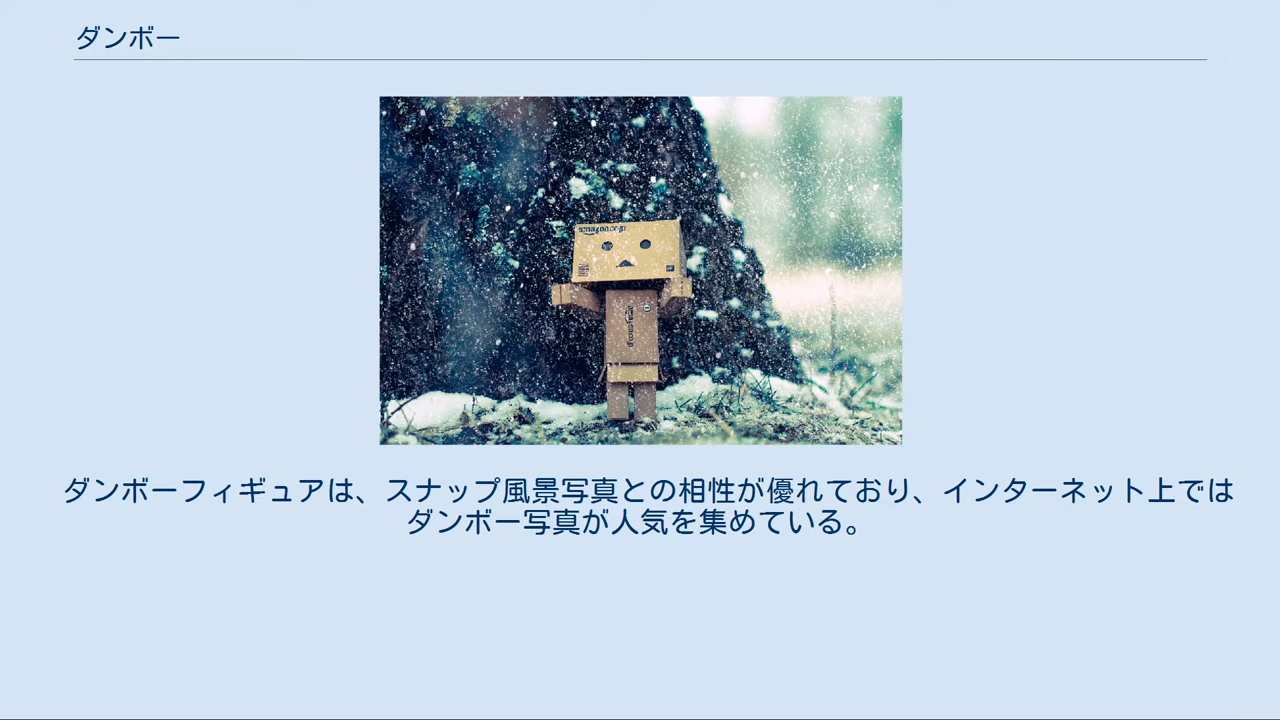 ダンボー
amazon.co.jp
ダンボーフィギュアは、スナップ風景写真との相性が優れており、インターネット上では
ダンボー写真が人気を集めている。